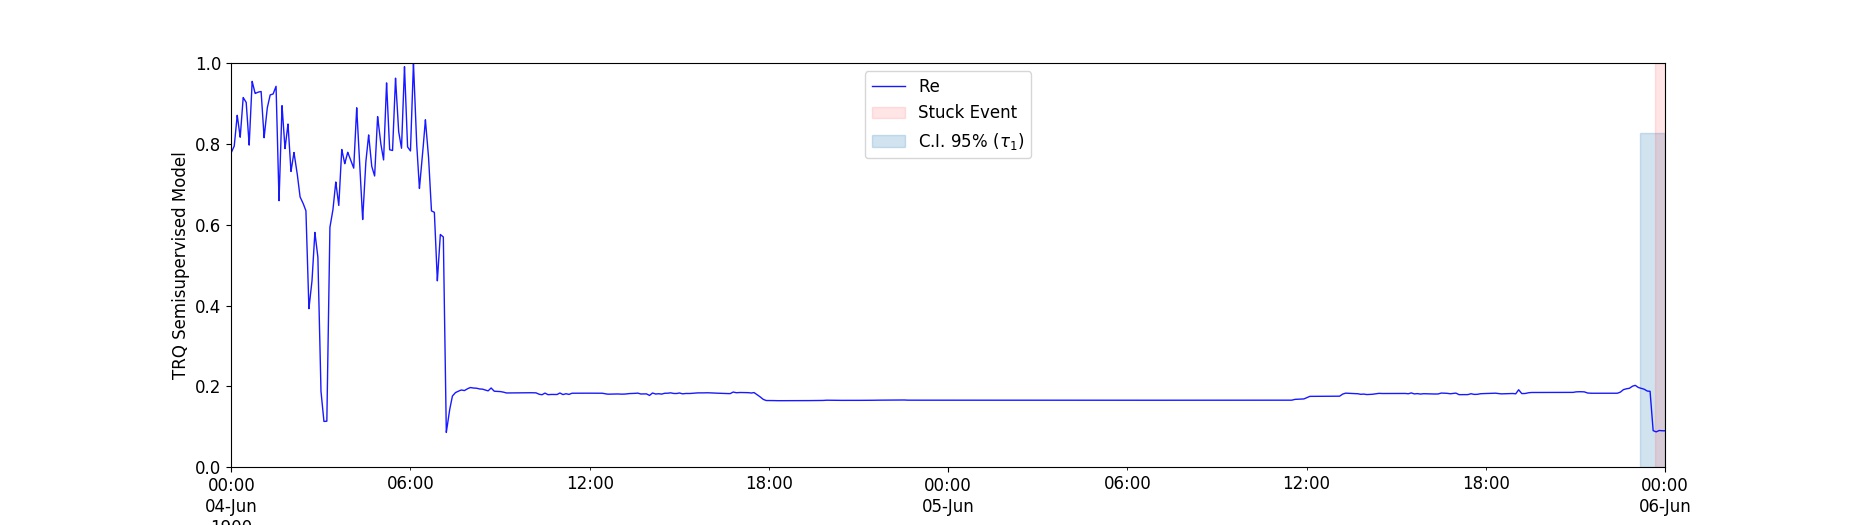 TRQ Semisupervised Model
1.0
0.8
0.6
0.4
0.2
0.0
Re
Stuck Event
C.I. 95% (τ₁)
00:00 06:00 12:00 18:00 00:00 06:00 12:00 18:00 00:00
04-Jun 05-Jun 06-Jun
1900